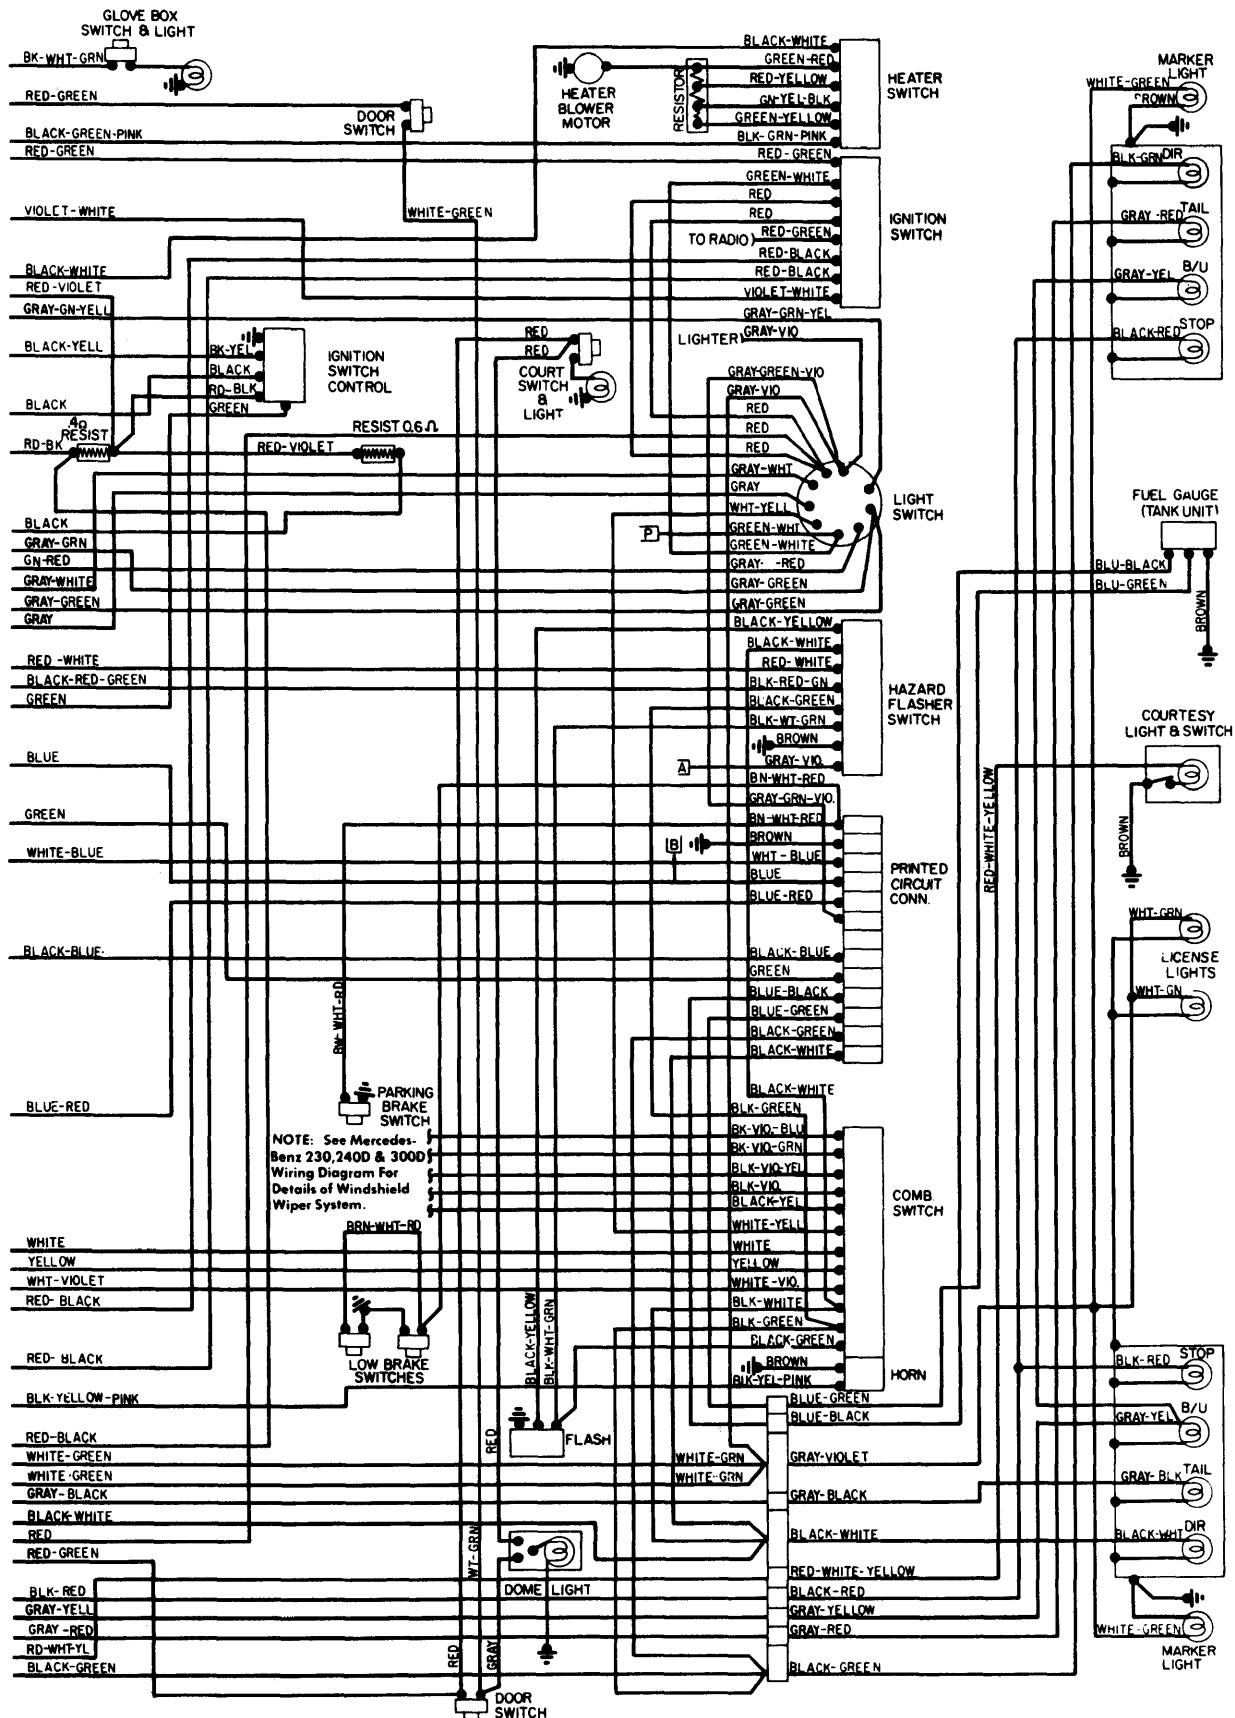 GLOVE BOX
SWITCH & LIGHT
BK-WHT-GRN
RED-GREEN
DOOR
SWITCH
BLACK-GREEN-PINK
RED-GREEN
VIOLET-WHITE
WHITE-GREEN
BLACK-WHITE
RED-VIOLET
GRAY-GN-YELL
BLACK-YELL
BK-YEL
BLACK
RD-BLK
GREEN
IGNITION
SWITCH
CONTROL
BLACK
.4Ω
RESIST
RD-BK
RED-VIOLET
RESIST 0.6Ω
BLACK
GRAY-GRN
GN-RED
GRAY-WHITE
GRAY-GREEN
GRAY
RED-WHITE
BLACK-RED-GREEN
GREEN
BLUE
GREEN
WHITE-BLUE
BLACK-BLUE
BLUE-RED
HEATER
BLOWER
MOTOR
RESISTOR
BLACK-WHITE
GREEN-RED
RED-YELLOW
GN-YEL-BLK
GREEN-YELLOW
BLK-GRN-PINK
HEATER
SWITCH
RED-GREEN
GREEN-WHITE
RED
RED
TO RADIO)
RED-GREEN
RED-BLACK
RED-BLACK
VIOLET-WHITE
IGNITION
SWITCH
GRAY-GRN-YEL
LIGHTER)
GRAY-VIO
RED
RED
COURT
SWITCH
&
LIGHT
GRAY-GREEN-VIO
GRAY-VIO
RED
RED
RED
GRAY-WHT
GRAY
WHT-YELL
P
GREEN-WHT
GREEN-WHITE
GRAY-RED
GRAY-GREEN
GRAY-GREEN
LIGHT
SWITCH
BLACK-YELLOW
BLACK-WHITE
RED-WHITE
BLK-RED-GN
BLACK-GREEN
BLK-WT-GRN
BROWN
A
GRAY-VIO.
HAZARD
FLASHER
SWITCH
BN-WHT-RED
GRAY-GRN-VIO.
BN-WHT-RED
BROWN
B
WHT-BLUE
BLUE
BLUE-RED
BLACK-BLUE
GREEN
BLUE-BLACK
BLUE-GREEN
BLACK-GREEN
BLACK-WHITE
PRINTED
CIRCUIT
CONN.
BW-WHT-RD
PARKING
BRAKE
SWITCH
NOTE: See Mercedes-
Benz 230,240D & 300D
Wiring Diagram For
Details of Windshield
Wiper System.
BLACK-WHITE
BLK-GREEN
BK-VIO-BLU
BK-VIO-GRN
BLK-VIO-YEL
BLK-VIO.
BLACK-YEL
WHITE-YELL
WHITE
YELLOW
WHITE-VIO.
BLK-WHITE
BLK-GREEN
BLACK-GREEN
BROWN
BLK-YEL-PINK
COMB.
SWITCH
HORN
BRN-WHT-RD
WHITE
YELLOW
WHT-VIOLET
RED-BLACK
RED-BLACK
LOW BRAKE
SWITCHES
BLACK-YELLOW
BLK-WHT-GRN
BLK-YELLOW-PINK
RED-BLACK
WHITE-GREEN
WHITE-GREEN
GRAY-BLACK
BLACK-WHITE
RED
RED-GREEN
BLK-RED
GRAY-YELL
GRAY-RED
RD-WHT-YL
BLACK-GREEN
RED
FLASH
WT-GRN
DOME LIGHT
RED
GRAY
DOOR
SWITCH
WHITE-GRN
WHITE-GRN
BLUE-GREEN
BLUE-BLACK
GRAY-VIOLET
GRAY-BLACK
BLACK-WHITE
RED-WHITE-YELLOW
BLACK-RED
GRAY-YELLOW
GRAY-RED
BLACK-GREEN
MARKER
LIGHT
WHITE-GREEN
BROWN
BLK-GRN
DIR
GRAY-RED
TAIL
GRAY-YEL
B/U
BLACK-RED
STOP
FUEL GAUGE
(TANK UNIT)
BLU-BLACK
BLU-GREEN
BROWN
COURTESY
LIGHT & SWITCH
RED-WHITE-YELLOW
BROWN
WHT-GRN
LICENSE
LIGHTS
WHT-GN
STOP
BLK-RED
B/U
GRAY-YEL
TAIL
GRAY-BLK
DIR
BLACK-WHT
WHITE-GREEN
MARKER
LIGHT